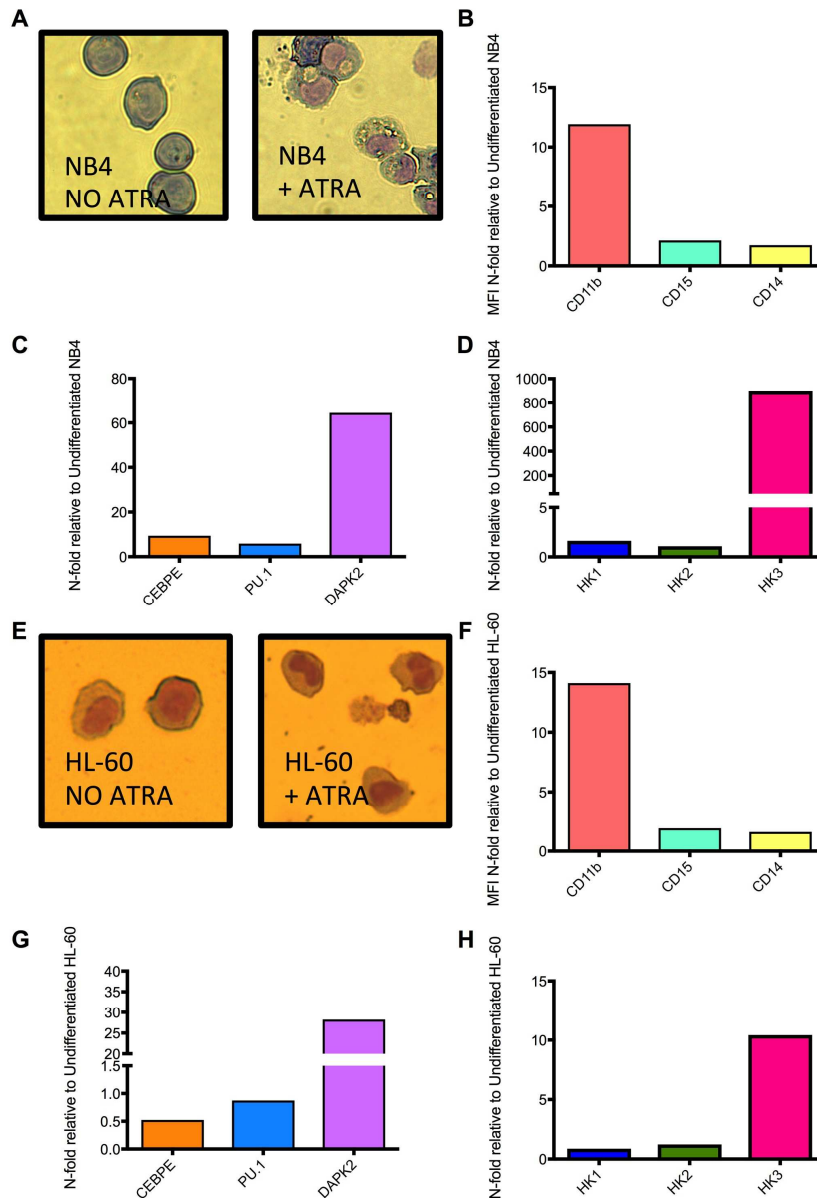 A
NB4
NO ATRA
NB4
+ ATRA
B
MFI N-fold relative to Undifferentiated NB4
15
10
5
0
CD11b
CD15
CD14
C
N-fold relative to Undifferentiated NB4
80
60
40
20
0
CEBPE
PU.1
DAPK2
D
N-fold relative to Undifferentiated NB4
1000
800
600
400
200
5
0
HK1
HK2
HK3
E
HL-60
NO ATRA
HL-60
+ ATRA
F
MFI N-fold relative to Undifferentiated HL-60
15
10
5
0
CD11b
CD15
CD14
G
N-fold relative to Undifferentiated HL-60
40
35
30
25
20
1.5
1.0
0.5
0.0
CEBPE
PU.1
DAPK2
H
N-fold relative to Undifferentiated HL-60
15
10
5
0
HK1
HK2
HK3